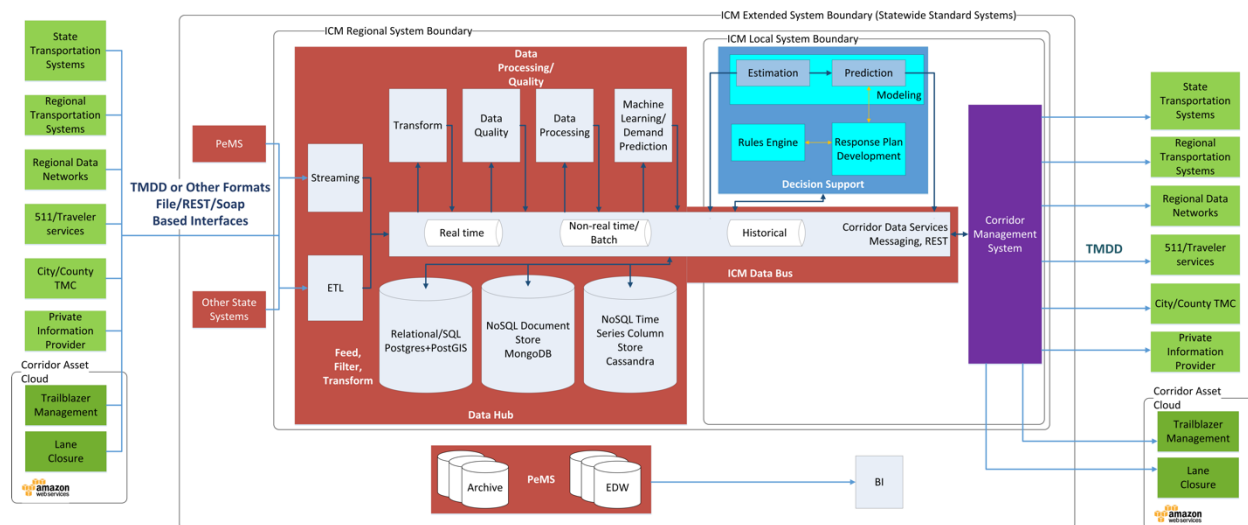 ICM Extended System Boundary (Statewide Standard Systems)
ICM Regional System Boundary
ICM Local System Boundary
State
Transportation
Systems
Regional
Transportation
Systems
Regional Data
Networks
511/Traveler
services
City/County
TMC
Private
Information
Provider
Corridor Asset
Cloud
Trailblazer
Management
Lane
Closure
amazon
webservices
TMDD or Other Formats
File/REST/Soap
Based Interfaces
PeMS
Other State
Systems
Streaming
ETL
Feed,
Filter,
Transform
Data
Processing/
Quality
Transform
Data
Quality
Data
Processing
Machine
Learning/
Demand
Prediction
Real time
Non-real time/
Batch
Historical
Corridor Data Services
Messaging, REST
ICM Data Bus
Relational/SQL
Postgres+PostGIS
NoSQL Document
Store
MongoDB
NoSQL Time
Series Column
Store
Cassandra
Data Hub
Estimation
Prediction
Modeling
Rules Engine
Response Plan
Development
Decision Support
Corridor
Management
System
TMDD
State
Transportation
Systems
Regional
Transportation
Systems
Regional Data
Networks
511/Traveler
services
City/County TMC
Private
Information
Provider
Corridor Asset
Cloud
Trailblazer
Management
Lane
Closure
amazon
webservices
Archive
PeMS
EDW
BI